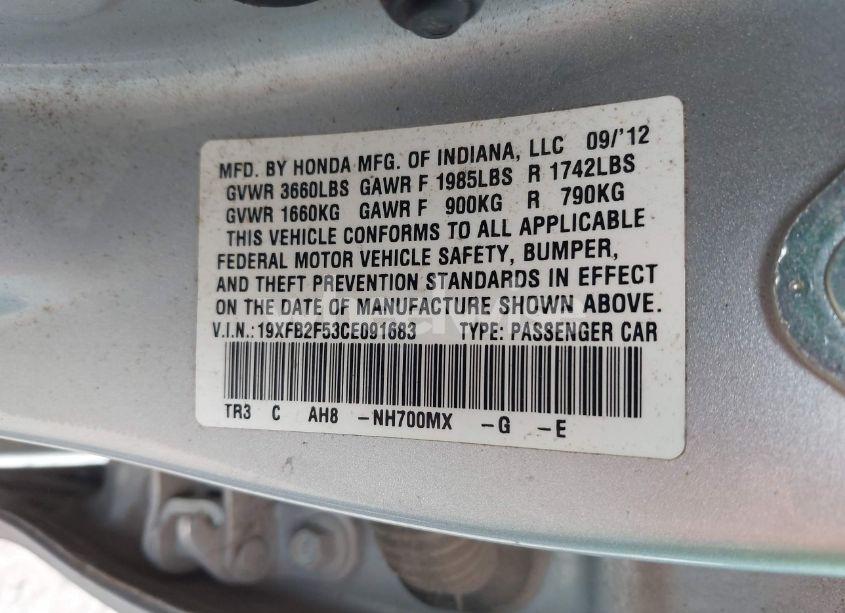 MFD. BY HONDA MFG. OF INDIANA, LLC 09/'12
GVWR 3660LBS GAWR F 1985LBS R 1742LBS
GVWR 1660KG GAWR F 900KG R 790KG
THIS VEHICLE CONFORMS TO ALL APPLICABLE
FEDERAL MOTOR VEHICLE SAFETY, BUMPER,
AND THEFT PREVENTION STANDARDS IN EFFECT
ON THE DATE OF MANUFACTURE SHOWN ABOVE.
V.I.N.:19XFB2F53CE091683 TYPE: PASSENGER CAR
TR3 C AH8 -NH700MX -G -E